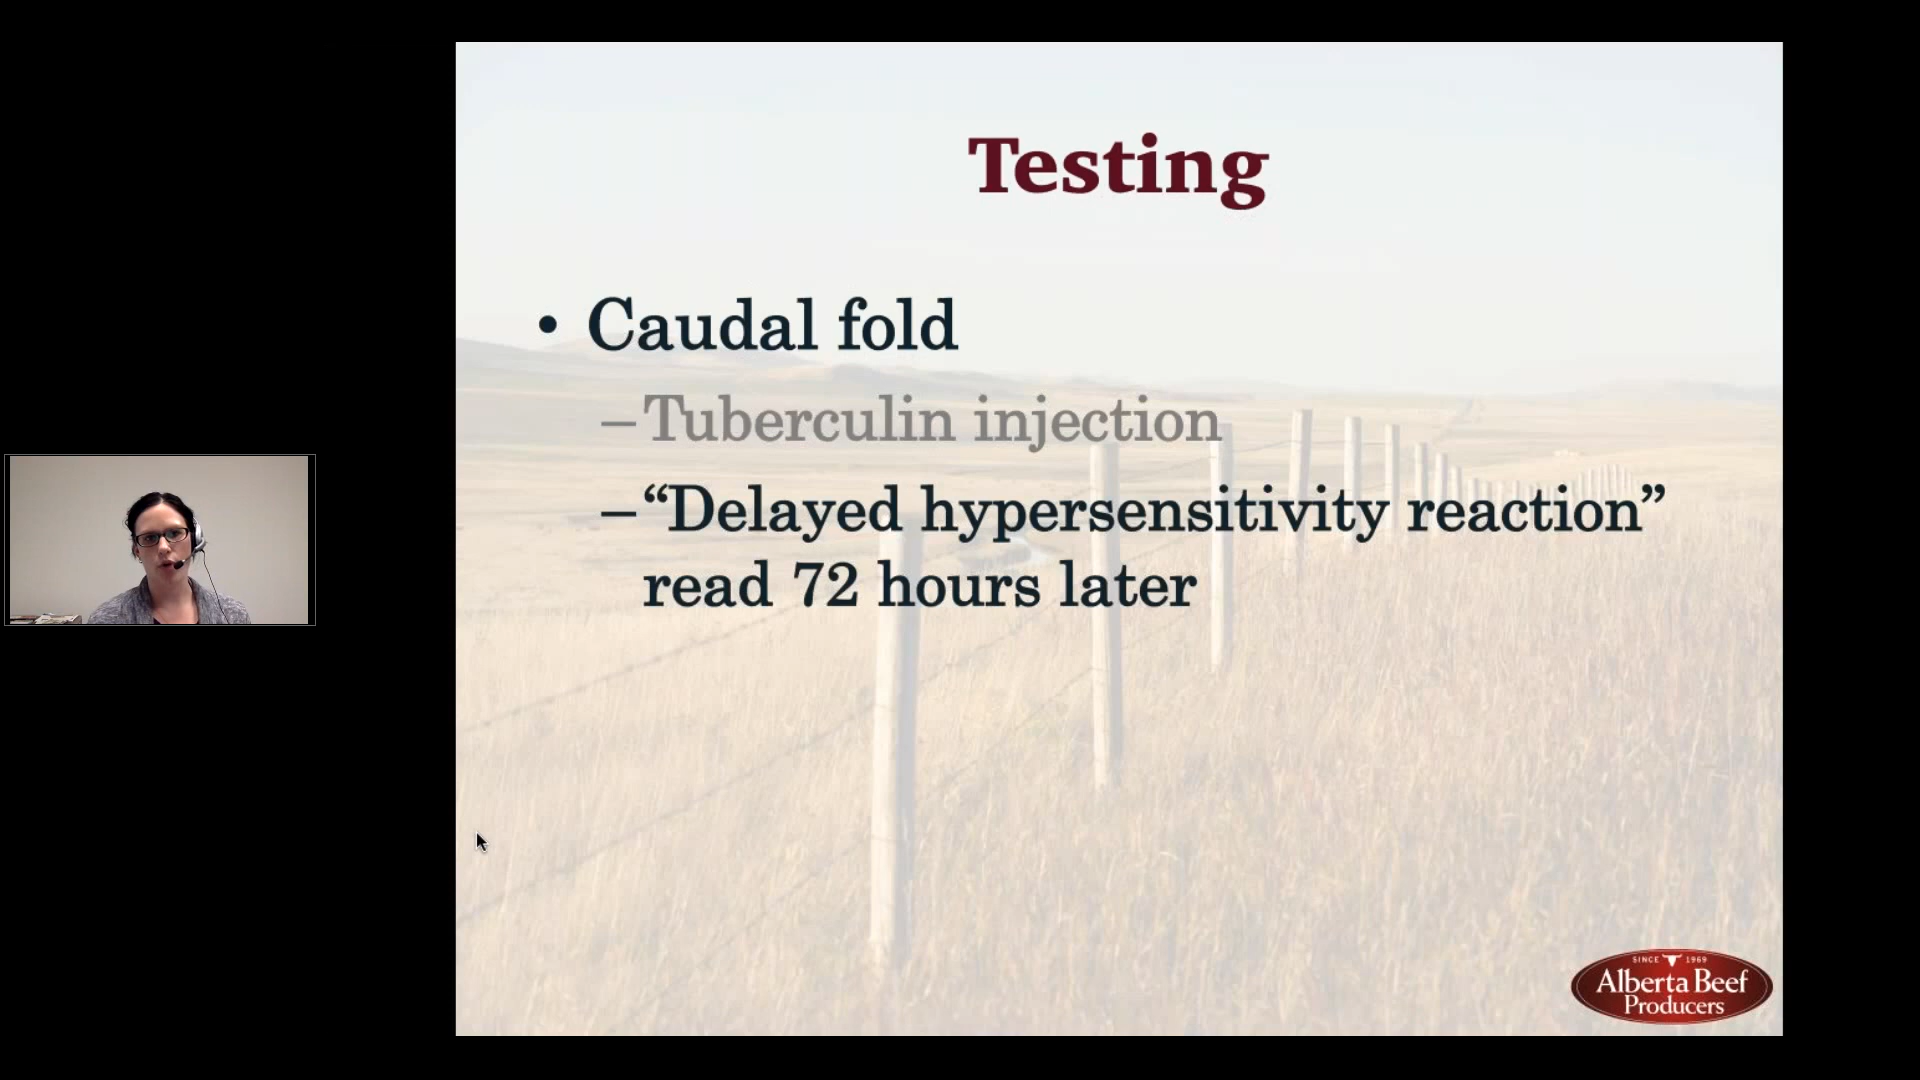 Testing
• Caudal fold
–Tuberculin injection
–“Delayed hypersensitivity reaction”
read 72 hours later
SINCE 1969
Alberta Beef
Producers